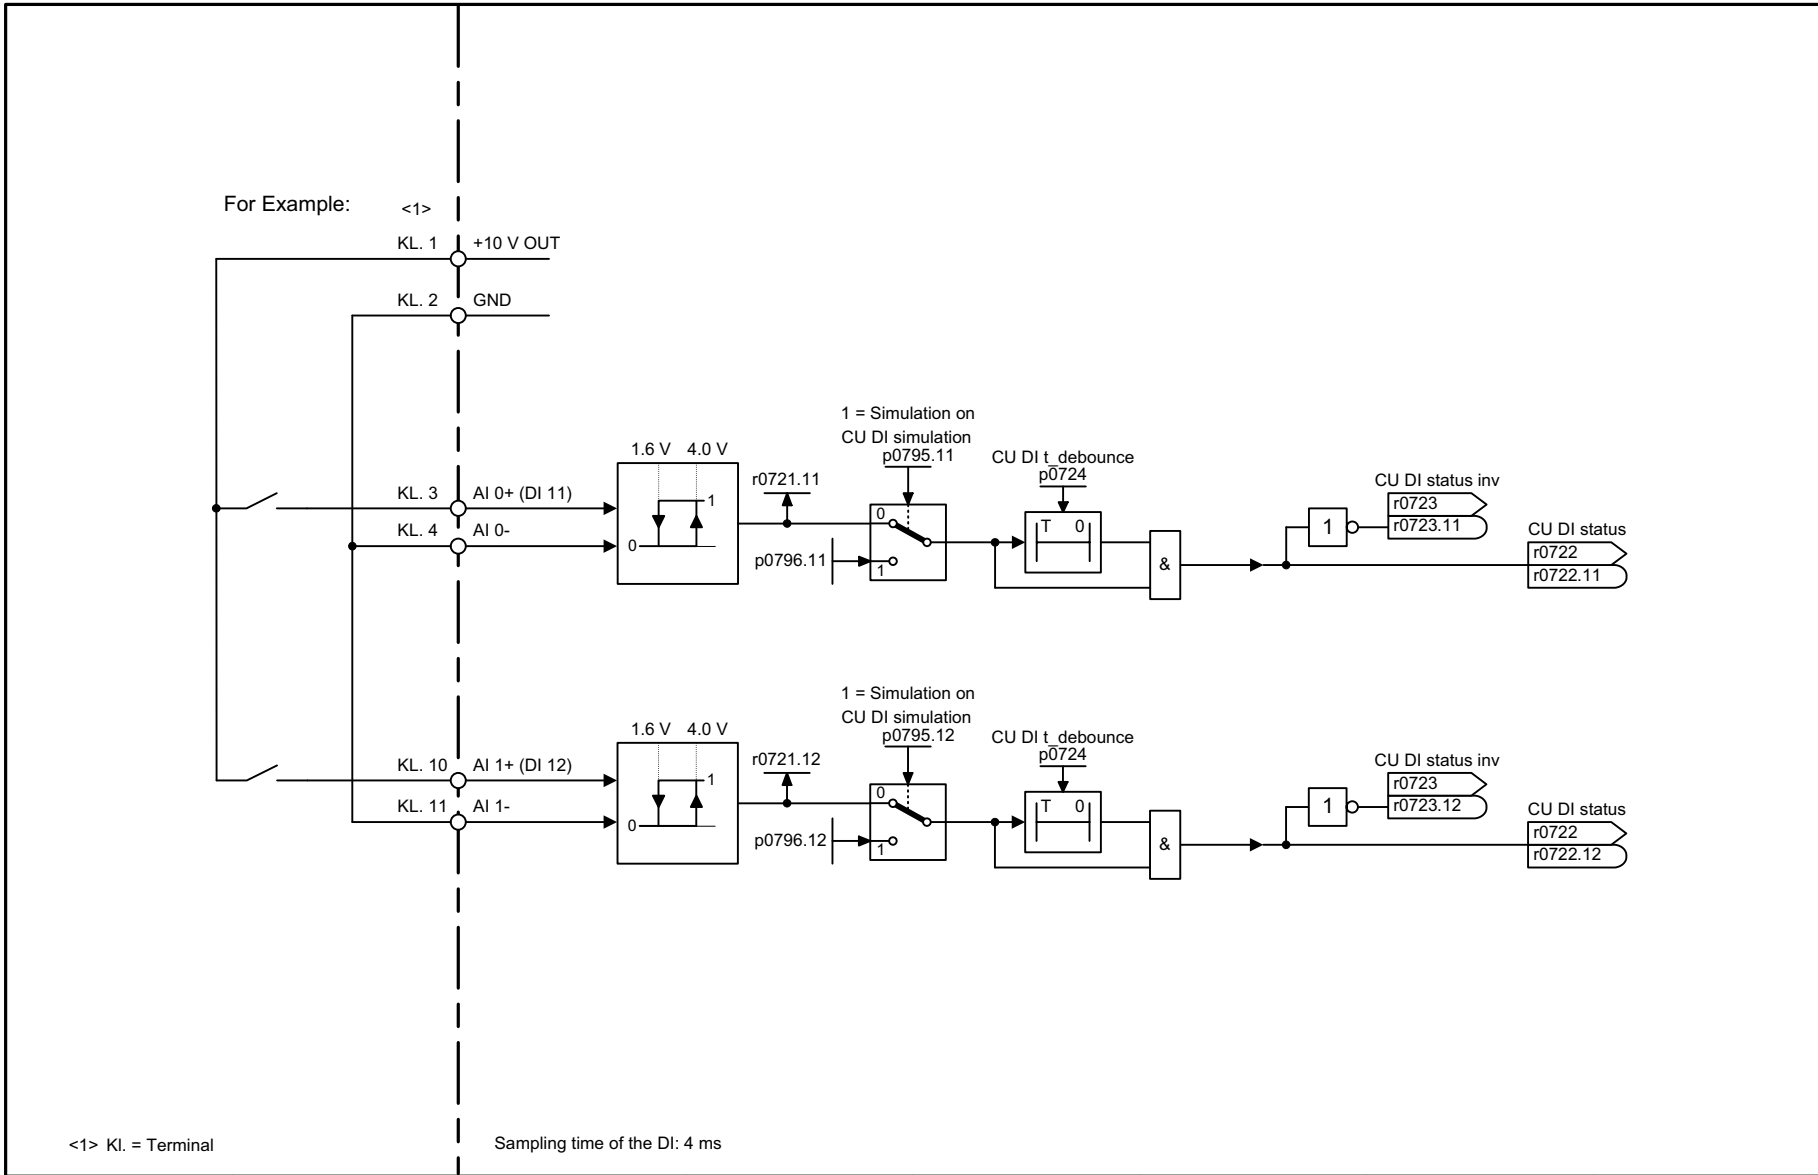 For Example:
<1>
KL. 1
+10 V OUT
KL. 2
GND
1 = Simulation on
CU DI simulation
p0795.11
1.6 V 4.0 V
CU DI t_debounce
p0724
r0721.11
CU DI status inv
r0723
r0723.11
KL. 3
AI 0+ (DI 11)
1
0
T 0
1
CU DI status
r0722
r0722.11
KL. 4
AI 0-
0
p0796.11
1
&
1 = Simulation on
CU DI simulation
p0795.12
1.6 V 4.0 V
CU DI t_debounce
p0724
r0721.12
CU DI status inv
r0723
r0723.12
KL. 10
AI 1+ (DI 12)
1
0
T 0
1
CU DI status
r0722
r0722.12
KL. 11
AI 1-
0
p0796.12
1
&
<1> Kl. = Terminal
Sampling time of the DI: 4 ms